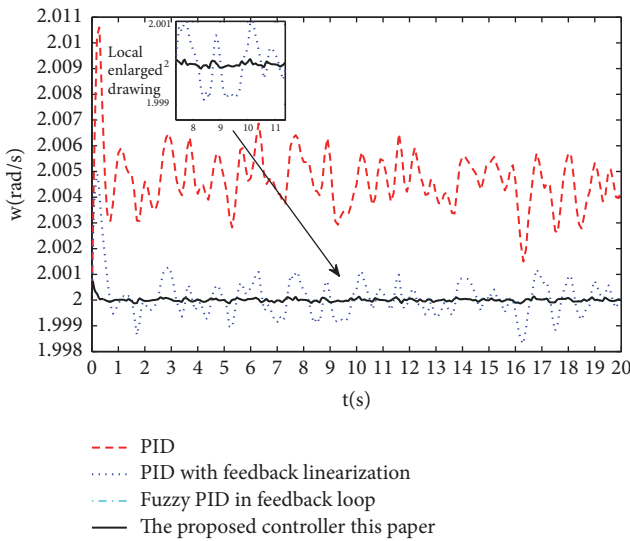 2.011
2.01
2.009
2.008
2.007
2.006
2.005
2.004
2.003
2.002
2.001
2
1.999
1.998
w(rad/s)
Local
enlarged
drawing
2.001
2
1.999
8 9 10 11
0 1 2 3 4 5 6 7 8 9 10 11 12 13 14 15 16 17 18 19 20
t(s)
PID
PID with feedback linearization
Fuzzy PID in feedback loop
The proposed controller this paper